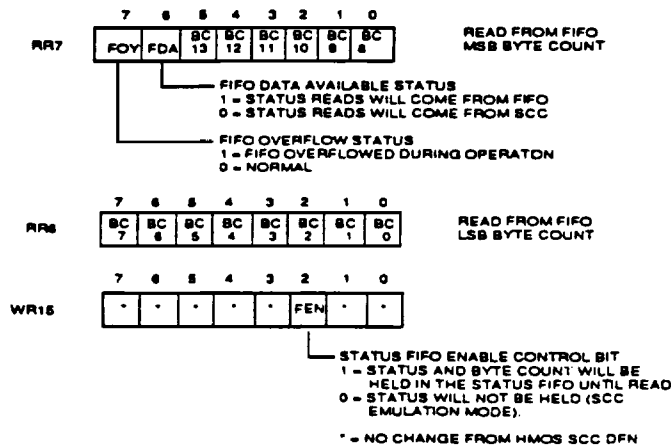 7 6 5 4 3 2 1 0
RR7 FOY FDA BC 13 BC 12 BC 11 BC 10 BC 9 BC 8 READ FROM FIFO
MSB BYTE COUNT
FIFO DATA AVAILABLE STATUS
1 = STATUS READS WILL COME FROM FIFO
0 = STATUS READS WILL COME FROM SCC
FIFO OVERFLOW STATUS
1 = FIFO OVERFLOWED DURING OPERATON
0 = NORMAL
7 6 5 4 3 2 1 0
RR6 BC 7 BC 6 BC 5 BC 4 BC 3 BC 2 BC 1 BC 0 READ FROM FIFO
LSB BYTE COUNT
7 6 5 4 3 2 1 0
WR15 * * * * * FEN * *
STATUS FIFO ENABLE CONTROL BIT
1 = STATUS AND BYTE COUNT WILL BE
HELD IN THE STATUS FIFO UNTIL READ
0 = STATUS WILL NOT BE HELD (SCC
EMULATION MODE).
* = NO CHANGE FROM HMOS SCC DFN